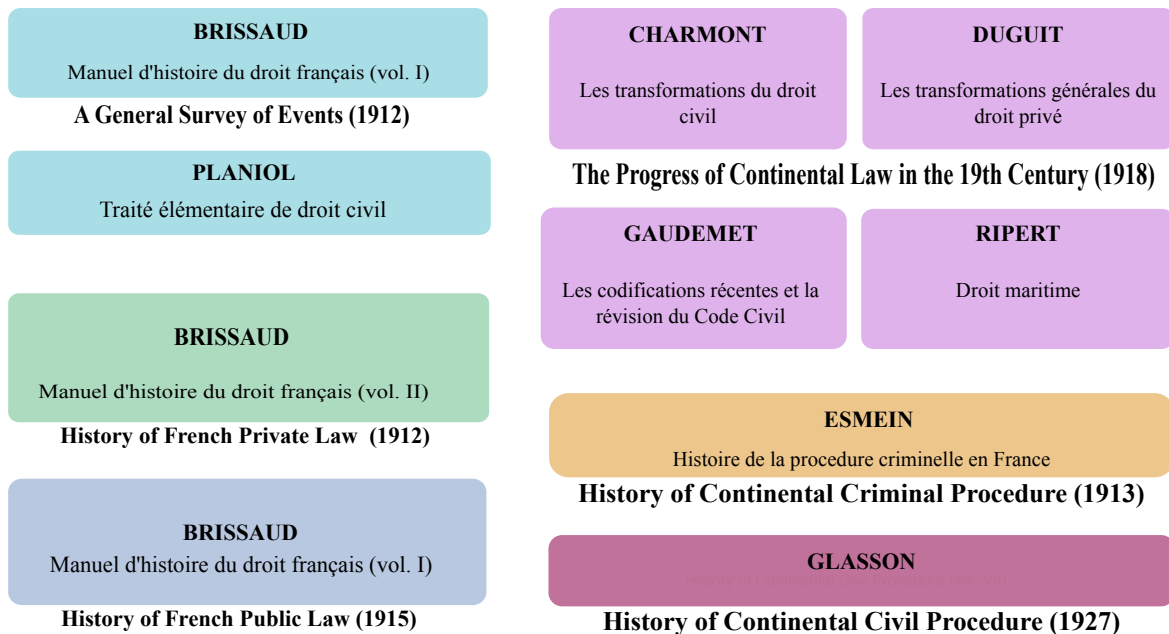 BRISSAUD
Manuel d'histoire du droit français (vol. I)
A General Survey of Events (1912)
PLANIOL
Traité élémentaire de droit civil
BRISSAUD
Manuel d'histoire du droit français (vol. II)
History of French Private Law (1912)
BRISSAUD
Manuel d'histoire du droit français (vol. I)
History of French Public Law (1915)
CHARMONT
Les transformations du droit
civil
DUGUIT
Les transformations générales du
droit privé
The Progress of Continental Law in the 19th Century (1918)
GAUDEMET
Les codifications récentes et la
révision du Code Civil
RIPERT
Droit maritime
ESMEIN
Histoire de la procedure criminelle en France
History of Continental Criminal Procedure (1913)
GLASSON
History of Continental Civil Procedure
History of Continental Civil Procedure (1927)